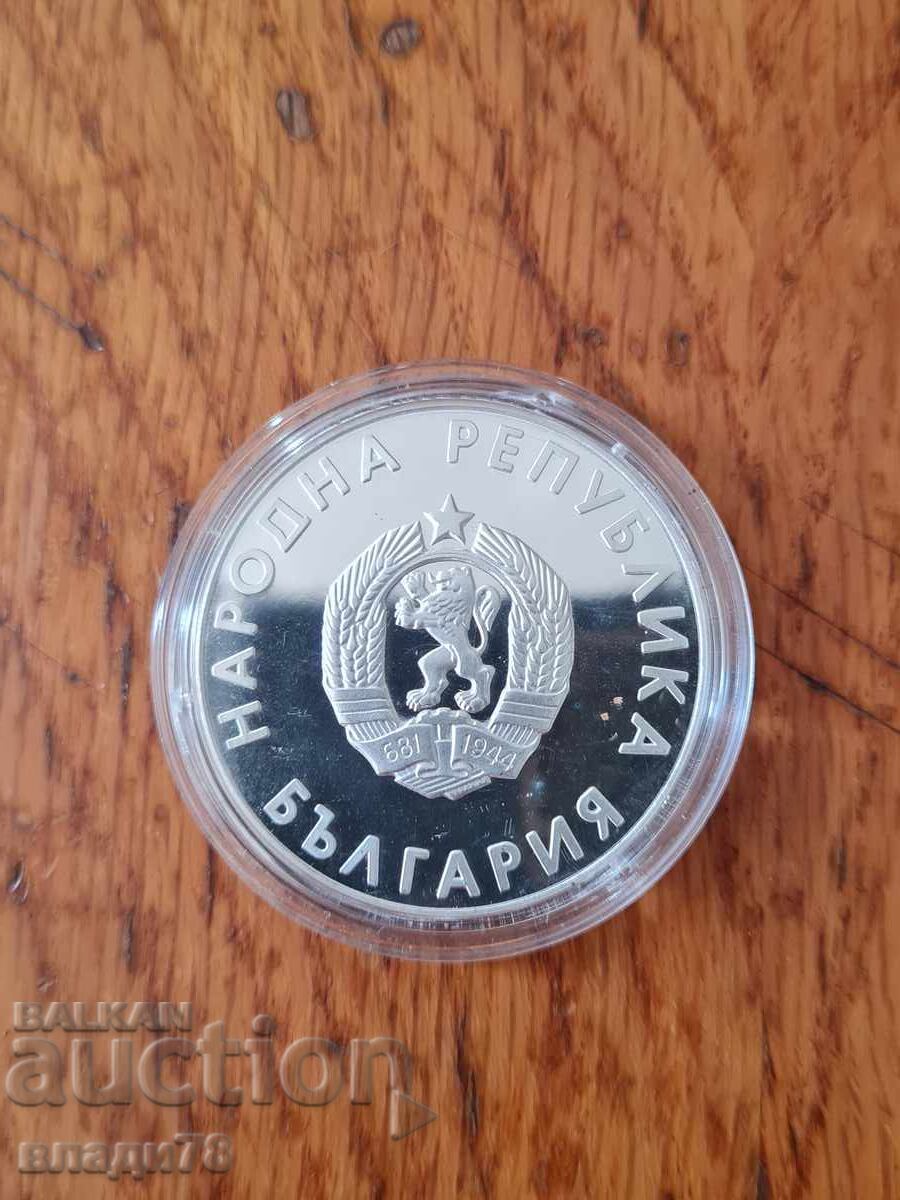 НАРОДНА РЕПУБЛИКА
681 1944
БЪЛГАРИЯ
BALKAN
auction
влади78